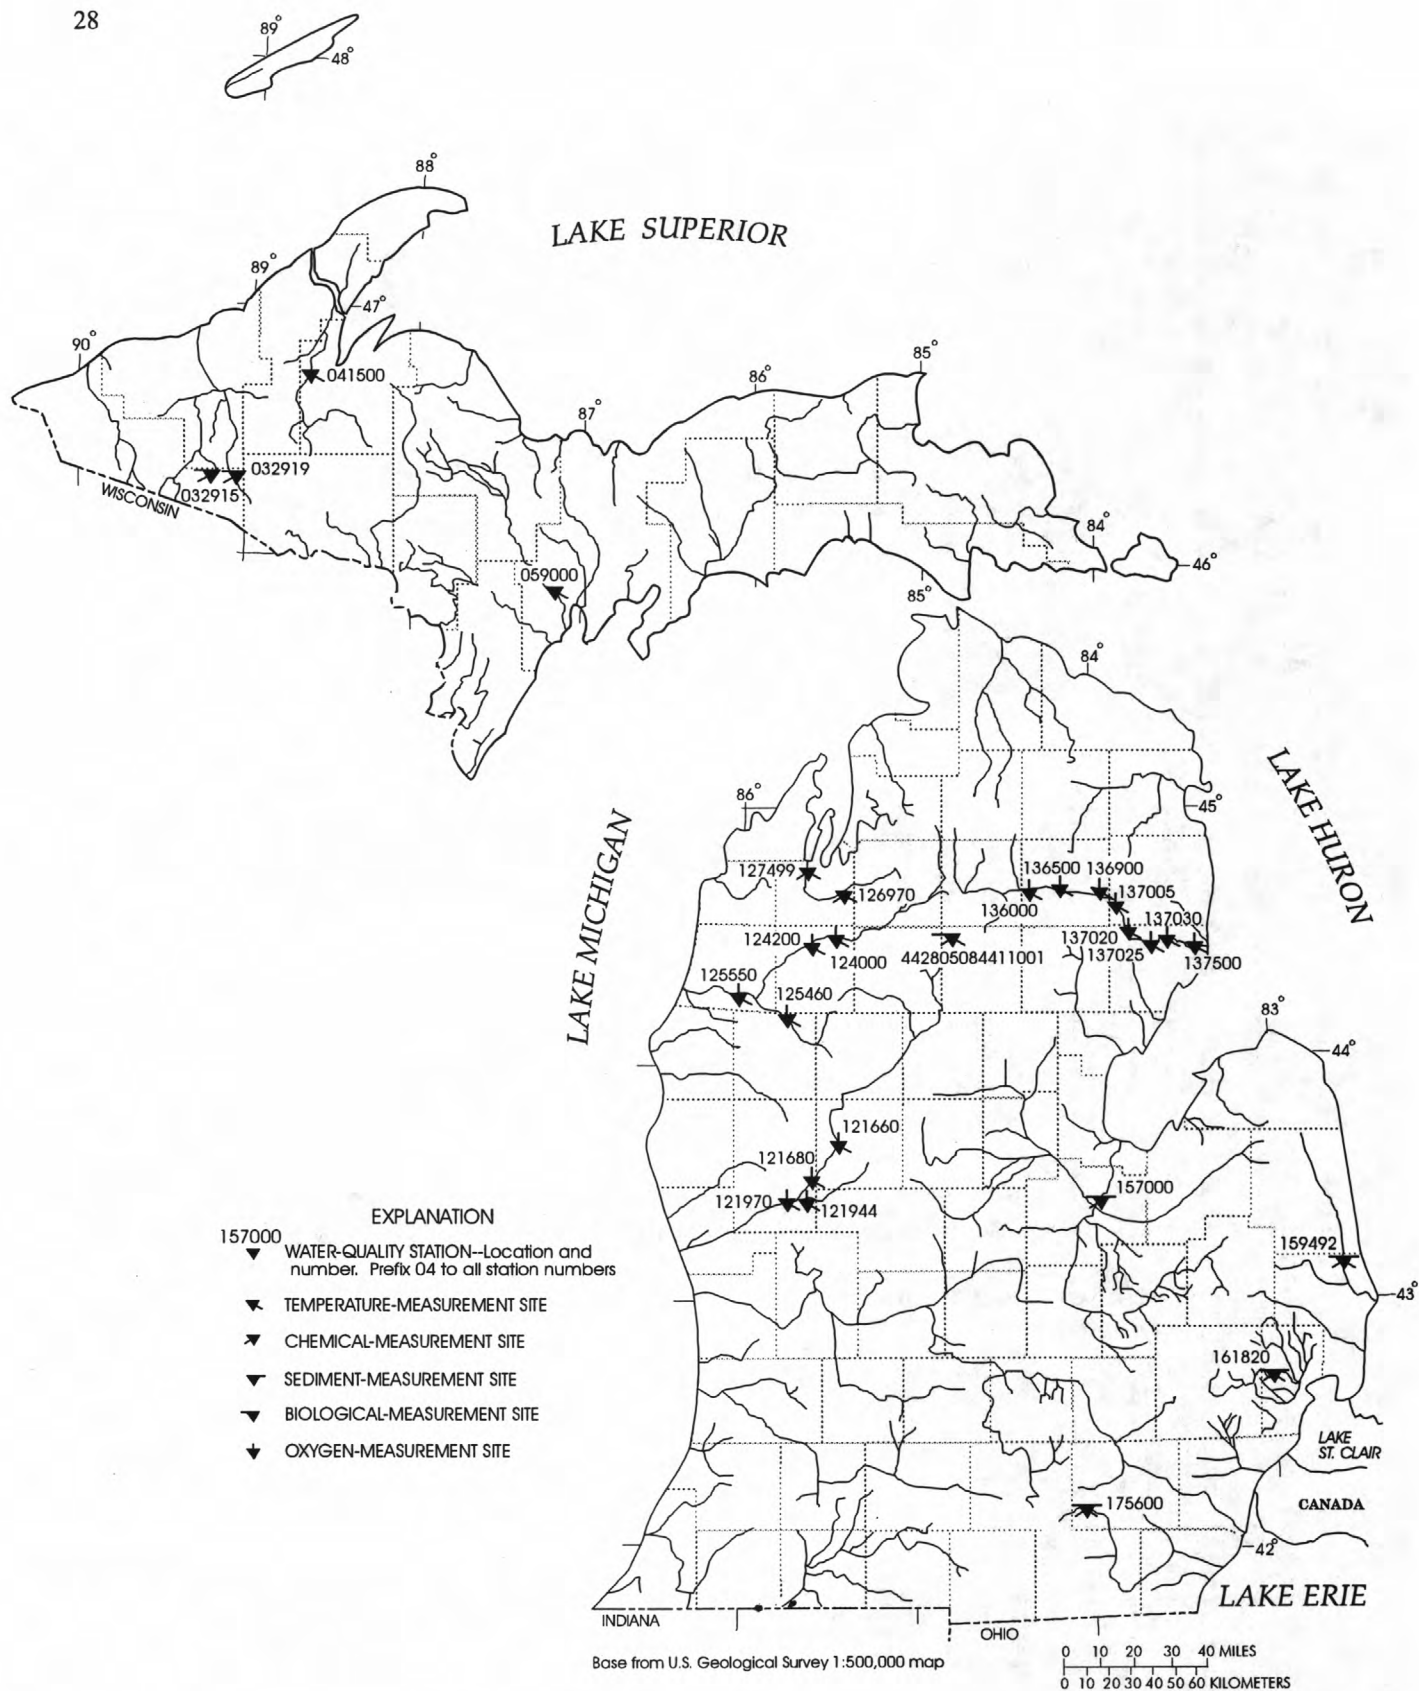 28
89°
48°
88°
LAKE SUPERIOR
89°
47°
90°
041500
85°
86°
87°
032919
032915
WISCONSIN
84°
46°
059000
85°
84°
LAKE HURON
45°
86°
LAKE MICHIGAN
127499
126970
136500
136900
137005
136000
137030
137020
137025
137500
124200
124000
442805084411001
125550
125460
83°
44°
121660
121680
121970
121944
157000
159492
43°
161820
EXPLANATION
157000
WATER-QUALITY STATION--Location and
number. Prefix 04 to all station numbers
TEMPERATURE-MEASUREMENT SITE
CHEMICAL-MEASUREMENT SITE
SEDIMENT-MEASUREMENT SITE
BIOLOGICAL-MEASUREMENT SITE
OXYGEN-MEASUREMENT SITE
LAKE
ST. CLAIR
CANADA
175600
42°
LAKE ERIE
INDIANA
OHIO
Base from U.S. Geological Survey 1:500,000 map
0 10 20 30 40 MILES
0 10 20 30 40 50 60 KILOMETERS